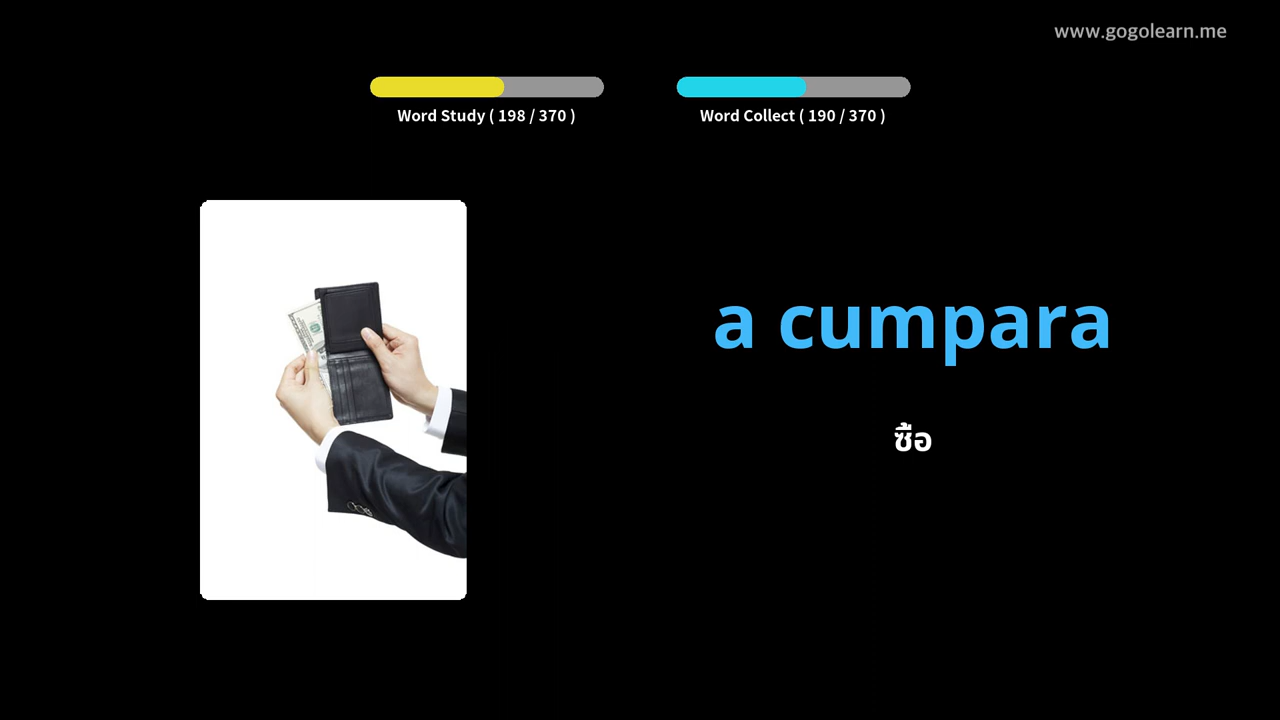 www.gogolearn.me
Word Study ( 198 / 370 )
Word Collect ( 190 / 370 )
a cumpara
ซื้อ